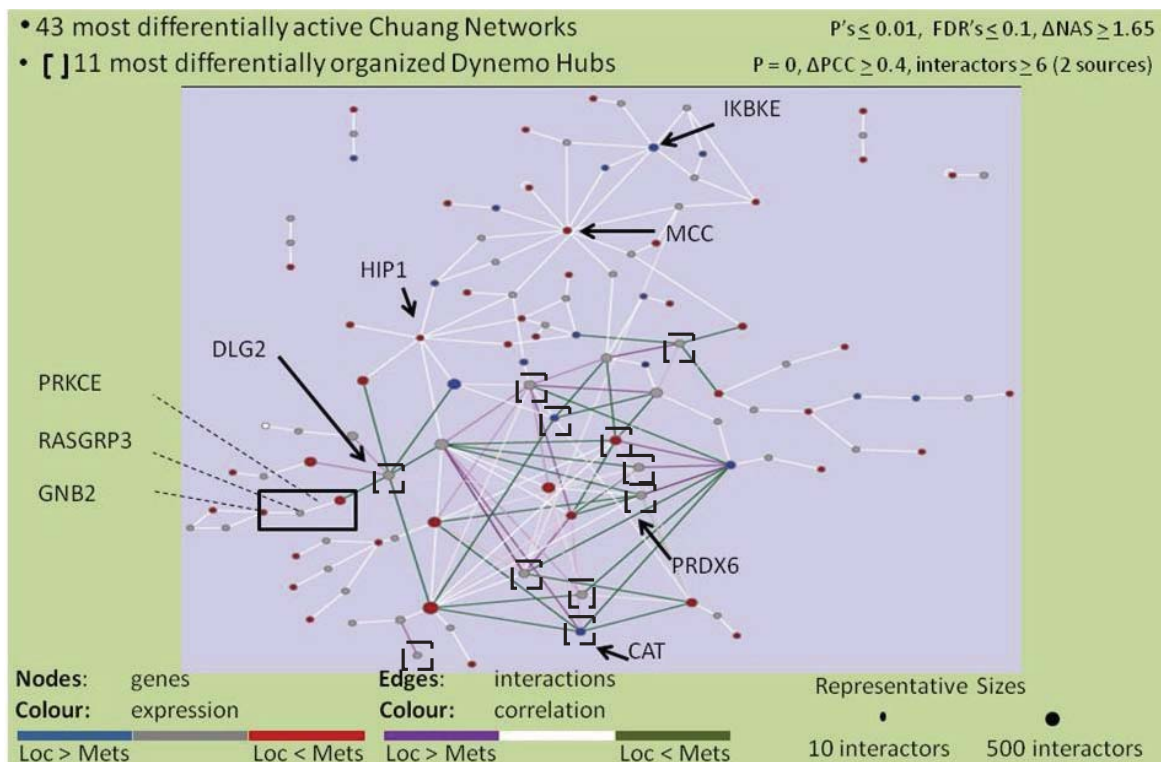 • 43 most differentially active Chuang Networks
P's ≤ 0.01, FDR's ≤ 0.1, ΔNAS ≥ 1.65
• [ ] 11 most differentially organized Dynemo Hubs
P = 0, ΔPCC ≥ 0.4, interactors ≥ 6 (2 sources)
IKBKE
MCC
HIP1
DLG2
PRKCE
RASGRP3
GNB2
PRDX6
CAT
Nodes: genes
Edges: interactions
Representative Sizes
Colour: expression
Colour: correlation
Loc > Mets
Loc < Mets
Loc > Mets
Loc < Mets
10 interactors
500 interactors